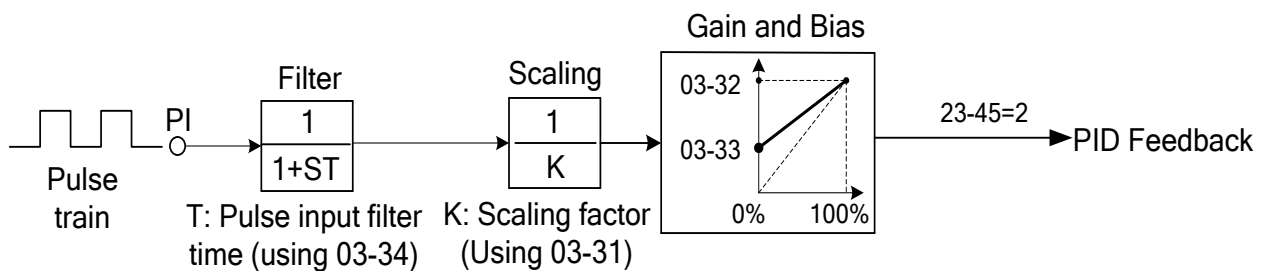 Gain and Bias
Filter
Scaling
03-32
03-33
0% 100%
PI
1
1+ST
1
K
23-45=2
PID Feedback
Pulse
train
T: Pulse input filter
time (using 03-34)
K: Scaling factor
(Using 03-31)